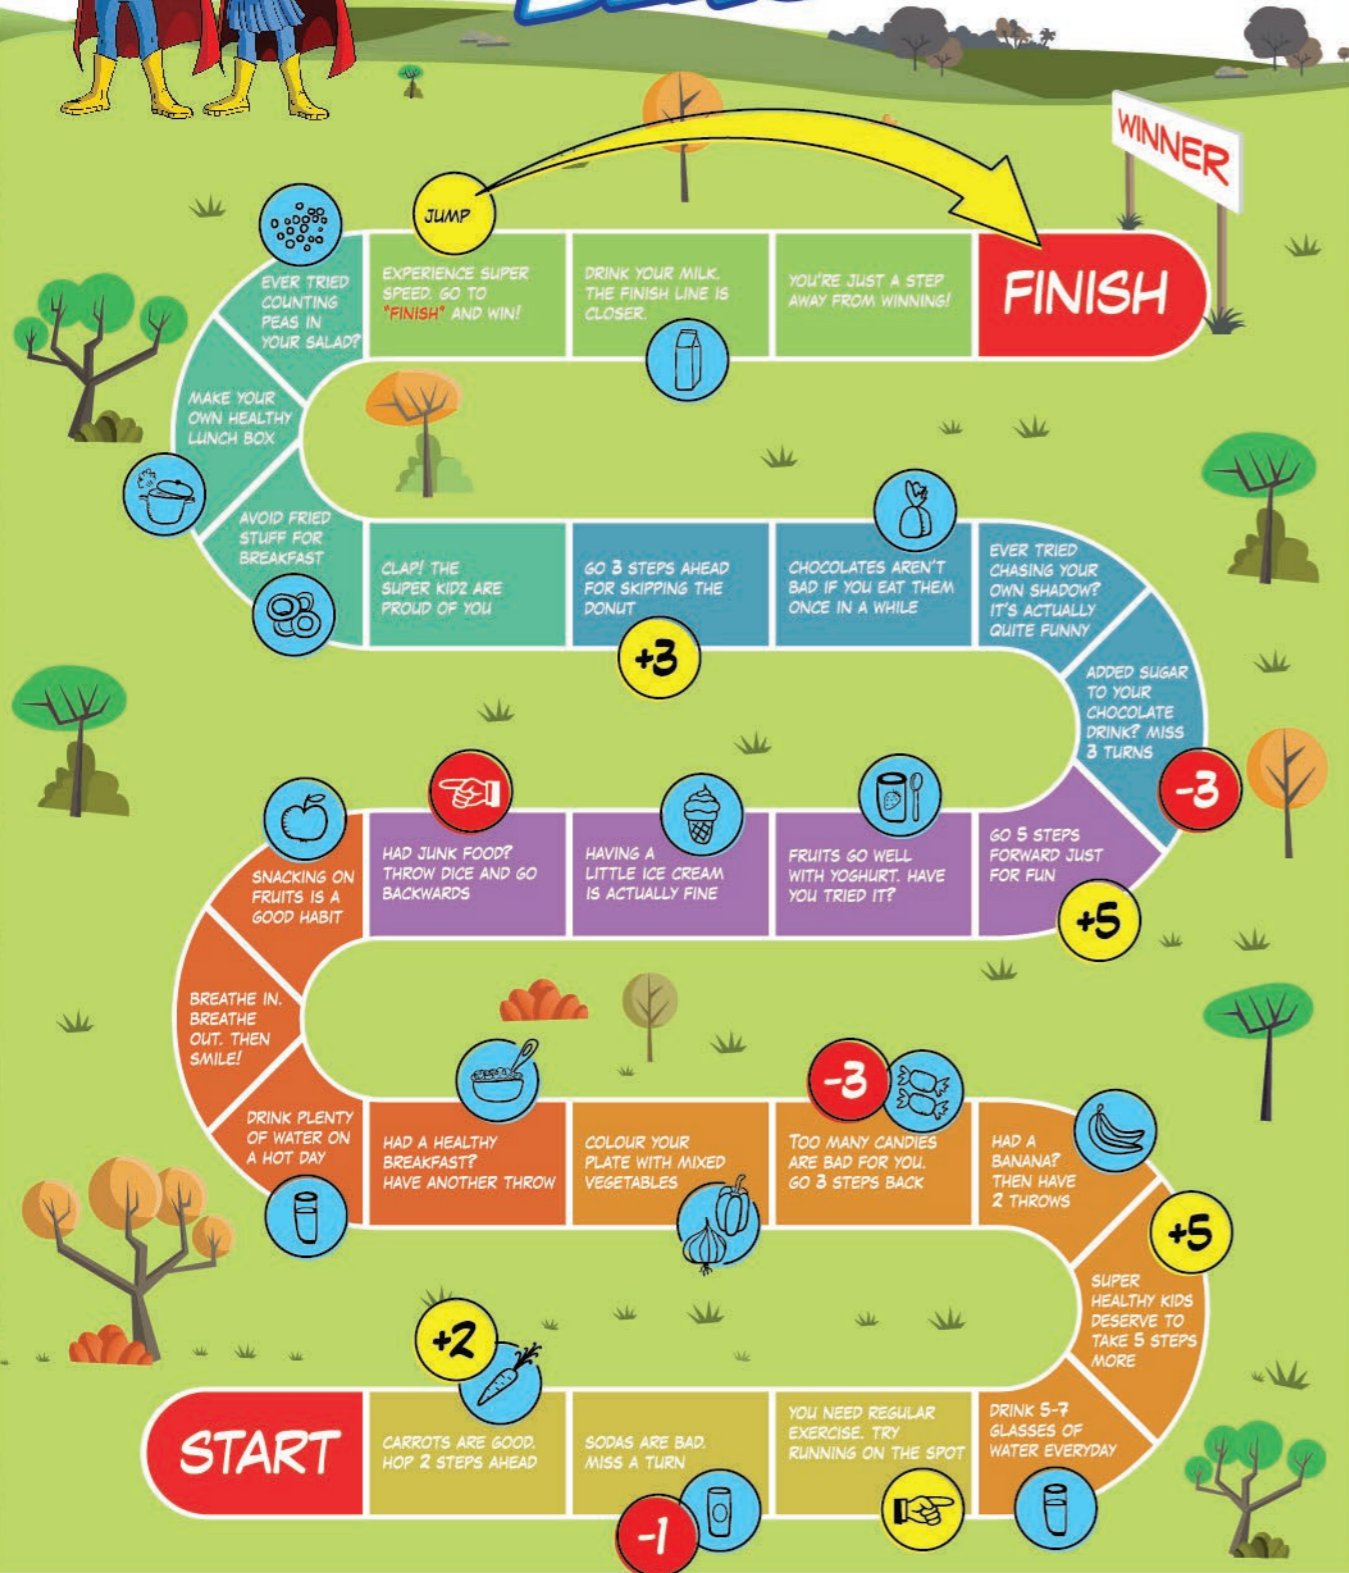 WINNER
JUMP
EVER TRIED
COUNTING
PEAS IN
YOUR SALAD?
EXPERIENCE SUPER
SPEED. GO TO
"FINISH" AND WIN!
DRINK YOUR MILK.
THE FINISH LINE IS
CLOSER.
YOU'RE JUST A STEP
AWAY FROM WINNING!
FINISH
MAKE YOUR
OWN HEALTHY
LUNCH BOX
AVOID FRIED
STUFF FOR
BREAKFAST
CLAP! THE
SUPER KIDZ ARE
PROUD OF YOU
GO 3 STEPS AHEAD
FOR SKIPPING THE
DONUT
+3
CHOCOLATES AREN'T
BAD IF YOU EAT THEM
ONCE IN A WHILE
EVER TRIED
CHASING YOUR
OWN SHADOW?
IT'S ACTUALLY
QUITE FUNNY
ADDED SUGAR
TO YOUR
CHOCOLATE
DRINK? MISS
3 TURNS
-3
SNACKING ON
FRUITS IS A
GOOD HABIT
HAD JUNK FOOD?
THROW DICE AND GO
BACKWARDS
HAVING A
LITTLE ICE CREAM
IS ACTUALLY FINE
FRUITS GO WELL
WITH YOGHURT. HAVE
YOU TRIED IT?
GO 5 STEPS
FORWARD JUST
FOR FUN
+5
BREATHE IN.
BREATHE
OUT. THEN
SMILE!
DRINK PLENTY
OF WATER ON
A HOT DAY
HAD A HEALTHY
BREAKFAST?
HAVE ANOTHER THROW
COLOUR YOUR
PLATE WITH MIXED
VEGETABLES
-3
TOO MANY CANDIES
ARE BAD FOR YOU.
GO 3 STEPS BACK
HAD A
BANANA?
THEN HAVE
2 THROWS
+5
SUPER
HEALTHY KIDS
DESERVE TO
TAKE 5 STEPS
MORE
+2
START
CARROTS ARE GOOD.
HOP 2 STEPS AHEAD
SODAS ARE BAD.
MISS A TURN
-1
YOU NEED REGULAR
EXERCISE. TRY
RUNNING ON THE SPOT
DRINK 5-7
GLASSES OF
WATER EVERYDAY